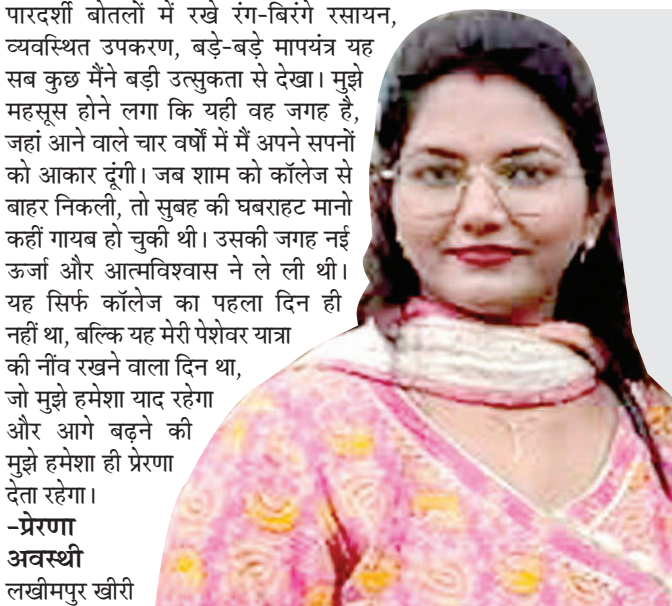 पारदर्शी बोतलों में रखे रंग-बिरंगे रसायन,
व्यवस्थित उपकरण, बड़े-बड़े मापयंत्र यह
सब कुछ मैंने बड़ी उत्सुकता से देखा। मुझे
महसूस होने लगा कि यही वह जगह है,
जहां आने वाले चार वर्षों में मैं अपने सपनों
को आकार दूंगी। जब शाम को कॉलेज से
बाहर निकली, तो सुबह की घबराहट मानो
कहीं गायब हो चुकी थी। उसकी जगह नई
ऊर्जा और आत्मविश्वास ने ले ली थी।
यह सिर्फ कॉलेज का पहला दिन ही
नहीं था, बल्कि यह मेरी पेशेवर यात्रा
की नींव रखने वाला दिन था,
जो मुझे हमेशा याद रहेगा
और आगे बढ़ने की
मुझे हमेशा ही प्रेरणा
देता रहेगा।
-प्रेरणा
अवस्थी
लखीमपुर खीरी